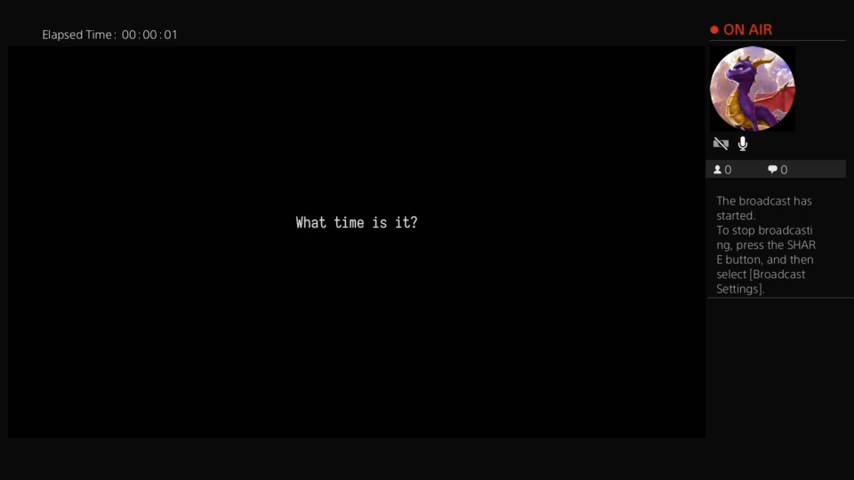 Elapsed Time: 00:00:01
ON AIR
0 0
What time is it?
The broadcast has
started.
To stop broadcasti
ng, press the SHAR
E button, and then
select [Broadcast
Settings].